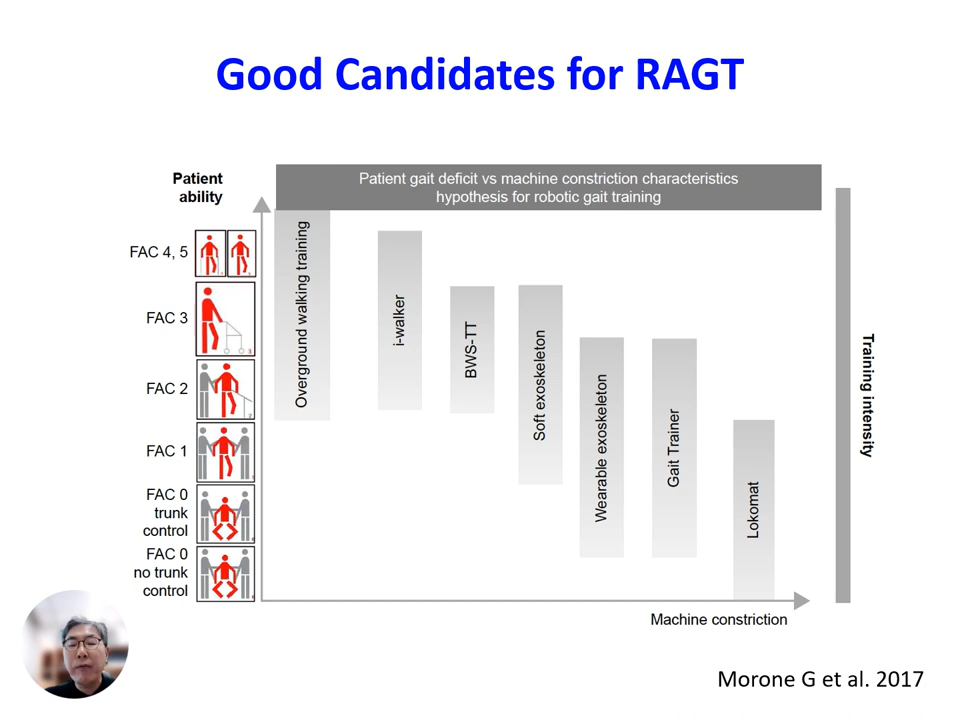 Good Candidates for RAGT
Patient
ability
Patient gait deficit vs machine constriction characteristics
hypothesis for robotic gait training
FAC 4, 5
FAC 3
FAC 2
FAC 1
FAC 0
trunk
control
FAC 0
no trunk
control
Overground walking training
i-walker
BWS-TT
Soft exoskeleton
Wearable exoskeleton
Gait Trainer
Lokomat
Training intensity
Machine constriction
Morone G et al. 2017